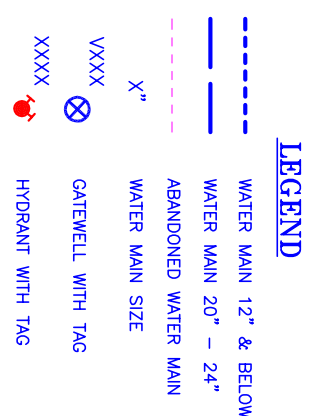 LEGEND
WATER MAIN 12" & BELOW
WATER MAIN 20" - 24"
ABANDONED WATER MAIN
X" WATER MAIN SIZE
VXXX GATEWELL WITH TAG
XXXX HYDRANT WITH TAG